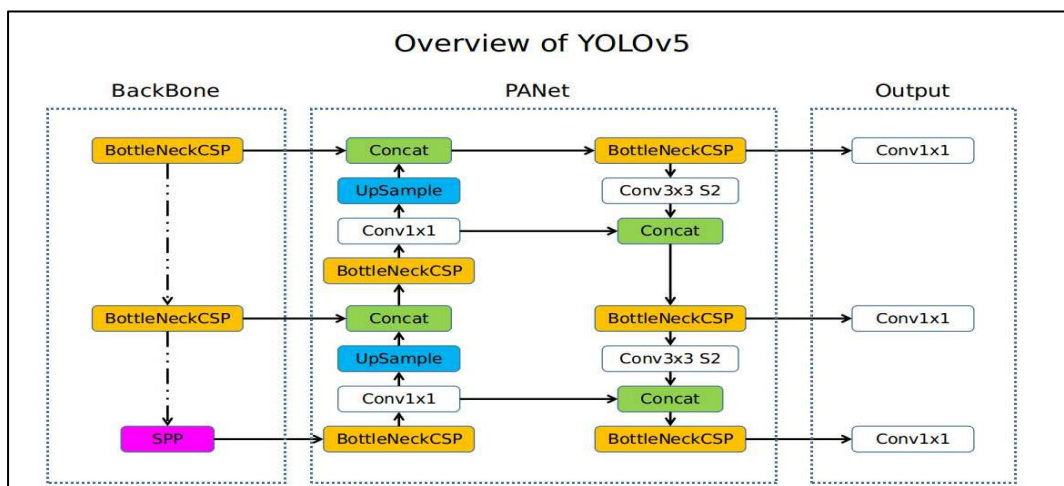 Overview of YOLOv5
BackBone PANet Output
BottleNeckCSP Concat BottleNeckCSP Conv1x1
UpSample Conv3x3 S2
Conv1x1 Concat
BottleNeckCSP
BottleNeckCSP Concat BottleNeckCSP Conv1x1
UpSample Conv3x3 S2
Conv1x1 Concat
SPP BottleNeckCSP BottleNeckCSP Conv1x1